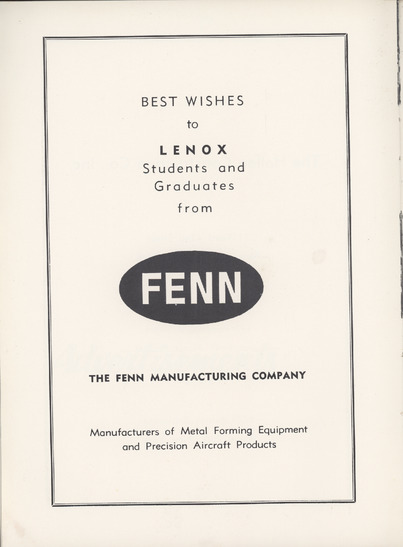 BEST WISHES
to
LENOX
Students and
Graduates
from
FENN
THE FENN MANUFACTURING COMPANY
Manufacturers of Metal Forming Equipment
and Precision Aircraft Products